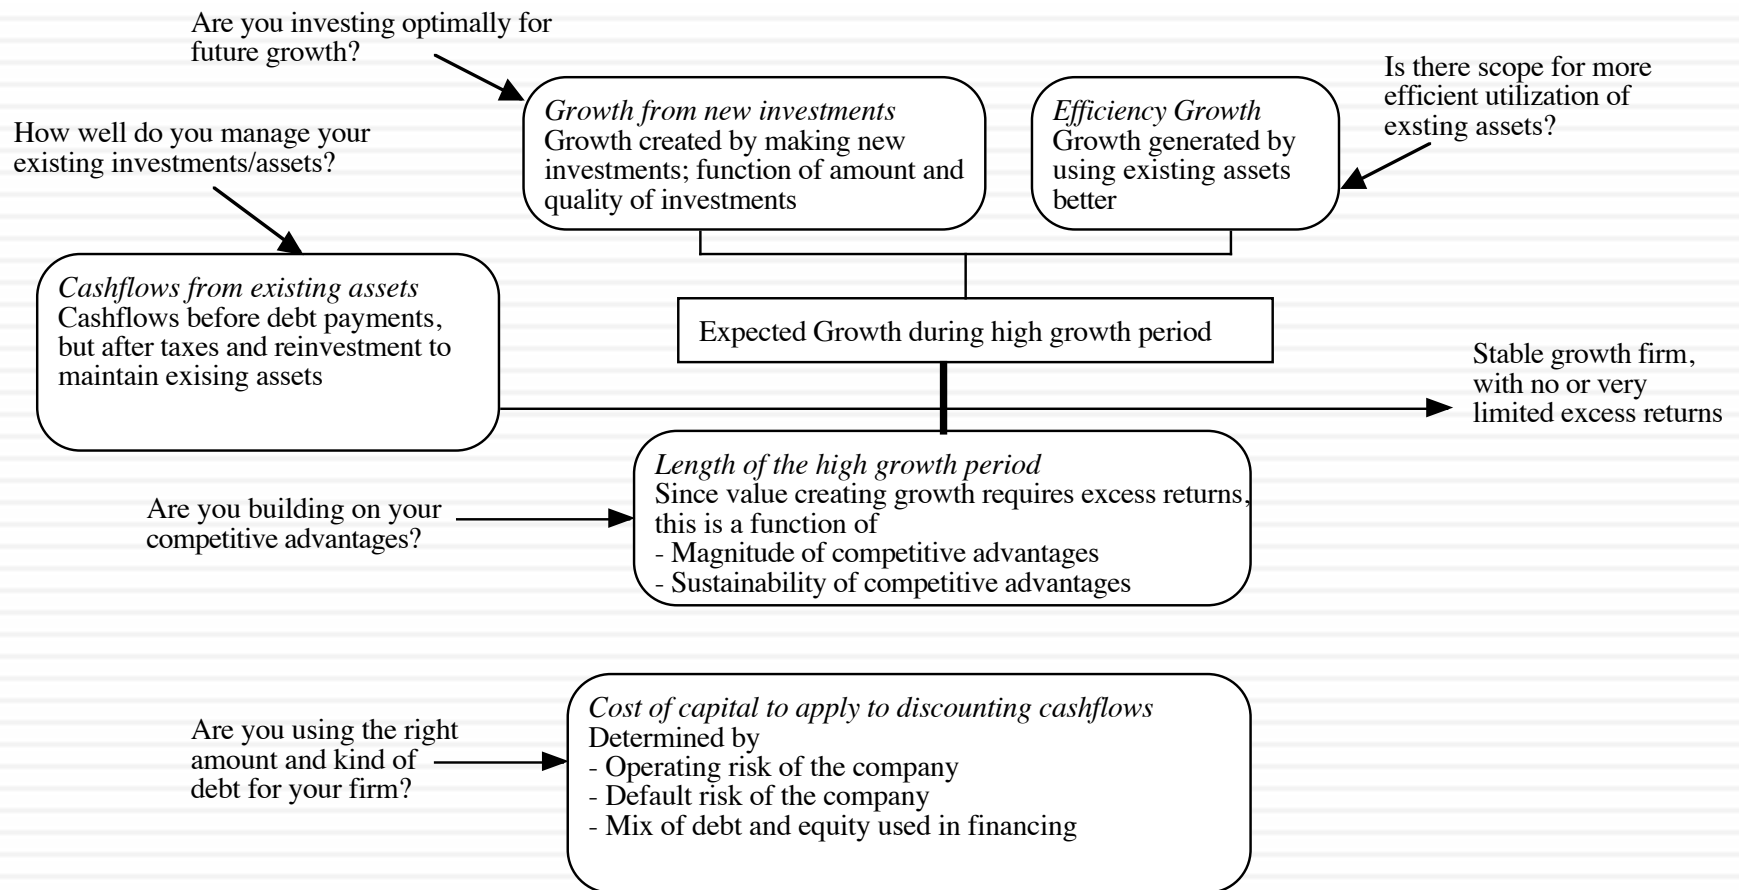 Are you investing optimally for
future growth?
Is there scope for more
efficient utilization of
exsting assets?
Growth from new investments
Growth created by making new
investments; function of amount and
quality of investments
Efficiency Growth
Growth generated by
using existing assets
better
How well do you manage your
existing investments/assets?
Cashflows from existing assets
Cashflows before debt payments,
but after taxes and reinvestment to
maintain exising assets
Expected Growth during high growth period
Stable growth firm,
with no or very
limited excess returns
Length of the high growth period
Since value creating growth requires excess returns,
this is a function of
- Magnitude of competitive advantages
- Sustainability of competitive advantages
Are you building on your
competitive advantages?
Cost of capital to apply to discounting cashflows
Determined by
- Operating risk of the company
- Default risk of the company
- Mix of debt and equity used in financing
Are you using the right
amount and kind of
debt for your firm?